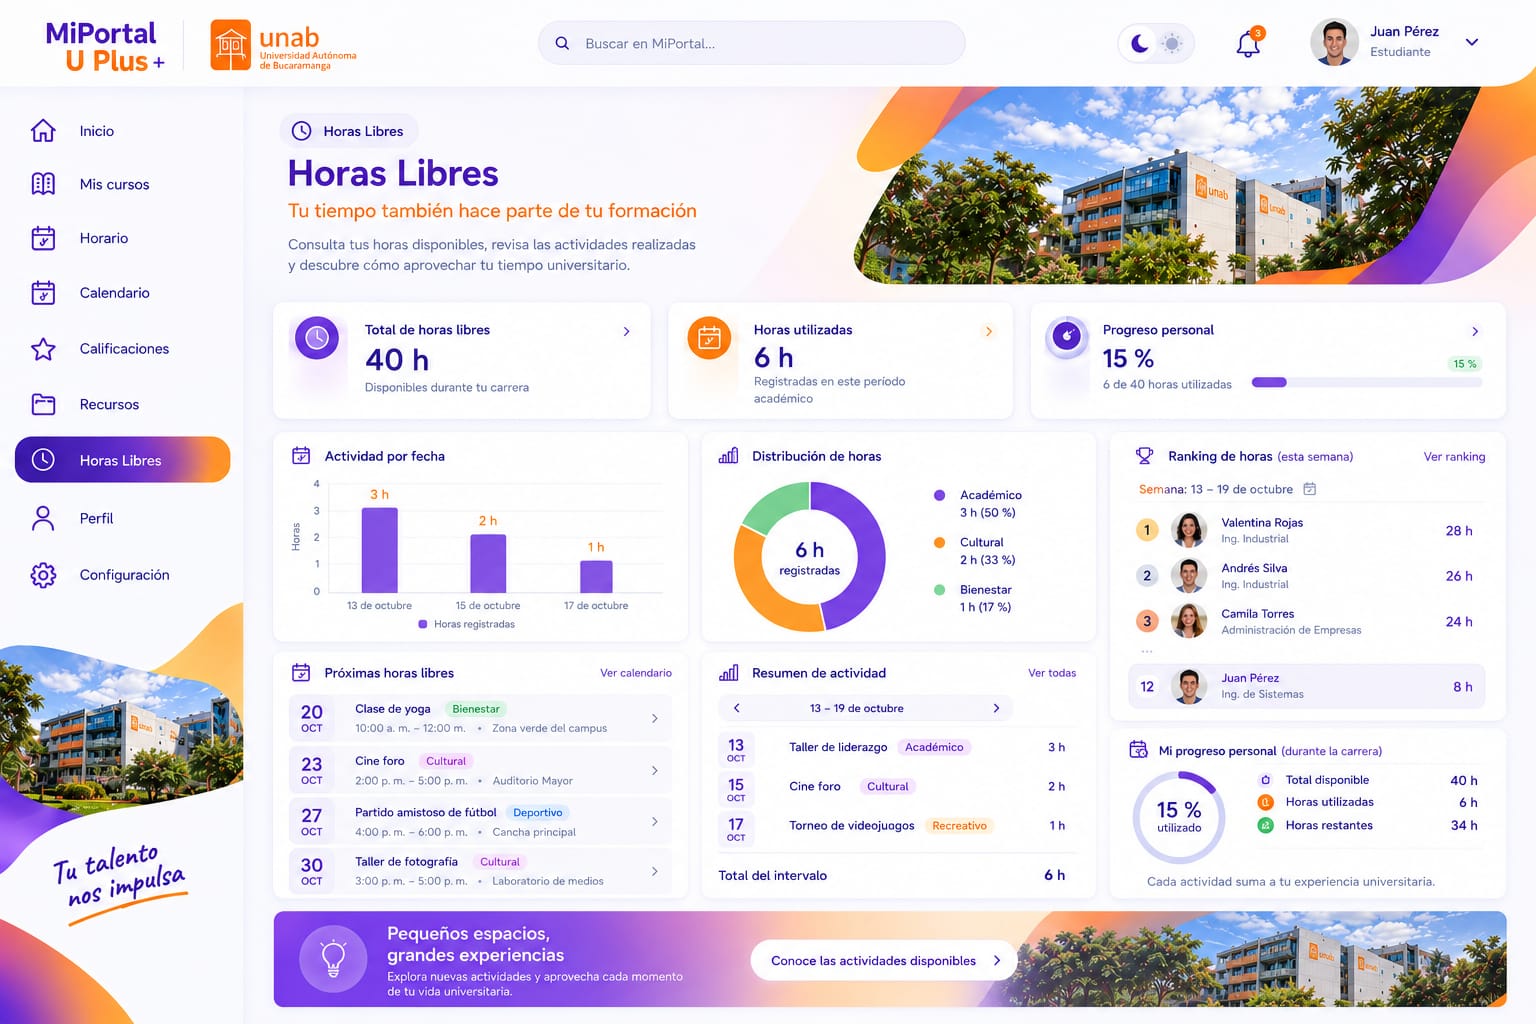 MiPortal
U Plus +
unab
Universidad Autónoma
de Bucaramanga
Buscar en MiPortal...
3
Juan Pérez
Estudiante
Inicio
Mis cursos
Horario
Calendario
Calificaciones
Recursos
Horas Libres
Perfil
Configuración
unab
Tu talento
nos impulsa
Horas Libres
Horas Libres
Tu tiempo también hace parte de tu formación
Consulta tus horas disponibles, revisa las actividades realizadas
y descubre cómo aprovechar tu tiempo universitario.
unab
unab
Total de horas libres
40 h
Disponibles durante tu carrera
Horas utilizadas
6 h
Registradas en este período
académico
Progreso personal
15 %
6 de 40 horas utilizadas
15 %
Actividad por fecha
Horas
4
3
2
1
0
3 h
2 h
1 h
13 de octubre
15 de octubre
17 de octubre
Horas registradas
Distribución de horas
6 h
registradas
Académico
3 h (50 %)
Cultural
2 h (33 %)
Bienestar
1 h (17 %)
Ranking de horas (esta semana)
Ver ranking
Semana: 13 – 19 de octubre
1
Valentina Rojas
Ing. Industrial
28 h
2
Andrés Silva
Ing. Industrial
26 h
3
Camila Torres
Administración de Empresas
24 h
...
12
Juan Pérez
Ing. de Sistemas
8 h
Próximas horas libres
Ver calendario
20
OCT
Clase de yoga Bienestar
10:00 a. m. – 12:00 m. • Zona verde del campus
23
OCT
Cine foro Cultural
2:00 p. m. – 5:00 p. m. • Auditorio Mayor
27
OCT
Partido amistoso de fútbol Deportivo
4:00 p. m. – 6:00 p. m. • Cancha principal
30
OCT
Taller de fotografía Cultural
3:00 p. m. – 5:00 p. m. • Laboratorio de medios
Resumen de actividad
Ver todas
13 – 19 de octubre
13
OCT
Taller de liderazgo Académico 3 h
15
OCT
Cine foro Cultural 2 h
17
OCT
Torneo de videojuogos Recreativo 1 h
Total del intervalo 6 h
Mi progreso personal (durante la carrera)
15 %
utilizado
Total disponible 40 h
Horas utilizadas 6 h
Horas restantes 34 h
Cada actividad suma a tu experiencia universitaria.
Pequeños espacios,
grandes experiencias
Explora nuevas actividades y aprovecha cada momento
de tu vida universitaria.
Conoce las actividades disponibles
unab
unab